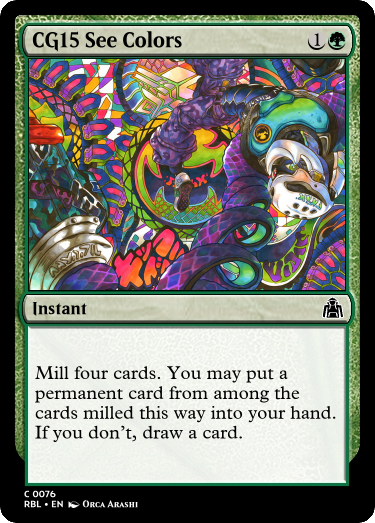 CG15 See Colors 1
Instant
Mill four cards. You may put a
permanent card from among the
cards milled this way into your hand.
If you don't, draw a card.
C 0076
RBL • EN Orca Arashi